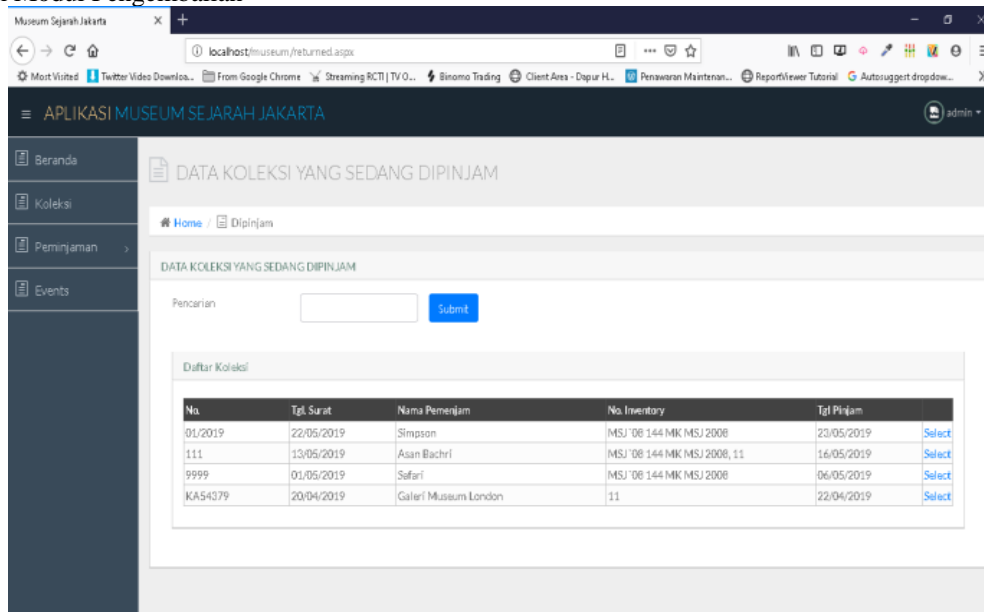 Modul Pengembalian
Museum Sejarah Jakarta
localhost/museum/returned.aspx
Most Visited Twitter Video Downloa... From Google Chrome Streaming RCTI | TV O... Binomo Trading Client Area - Dapur H... Penawaran Maintenan... ReportViewer Tutorial Autosuggest dropdow...
APLIKASI MUSEUM SEJARAH JAKARTA admin
Beranda
DATA KOLEKSI YANG SEDANG DIPINJAM
Koleksi
Home / Dipinjam
Peminjaman
DATA KOLEKSI YANG SEDANG DIPINJAM
Events
Pencarian Submit
Daftar Koleksi
No. Tgl. Surat Nama Pemenjam No. Inventory Tgl Pinjam
01/2019 22/05/2019 Simpson MSJ '08 144 MK MSJ 2008 23/05/2019 Select
111 13/05/2019 Asan Bachri MSJ '08 144 MK MSJ 2008, 11 16/05/2019 Select
9999 01/05/2019 Safari MSJ '08 144 MK MSJ 2008 06/05/2019 Select
KA54379 20/04/2019 Galeri Museum London 11 22/04/2019 Select